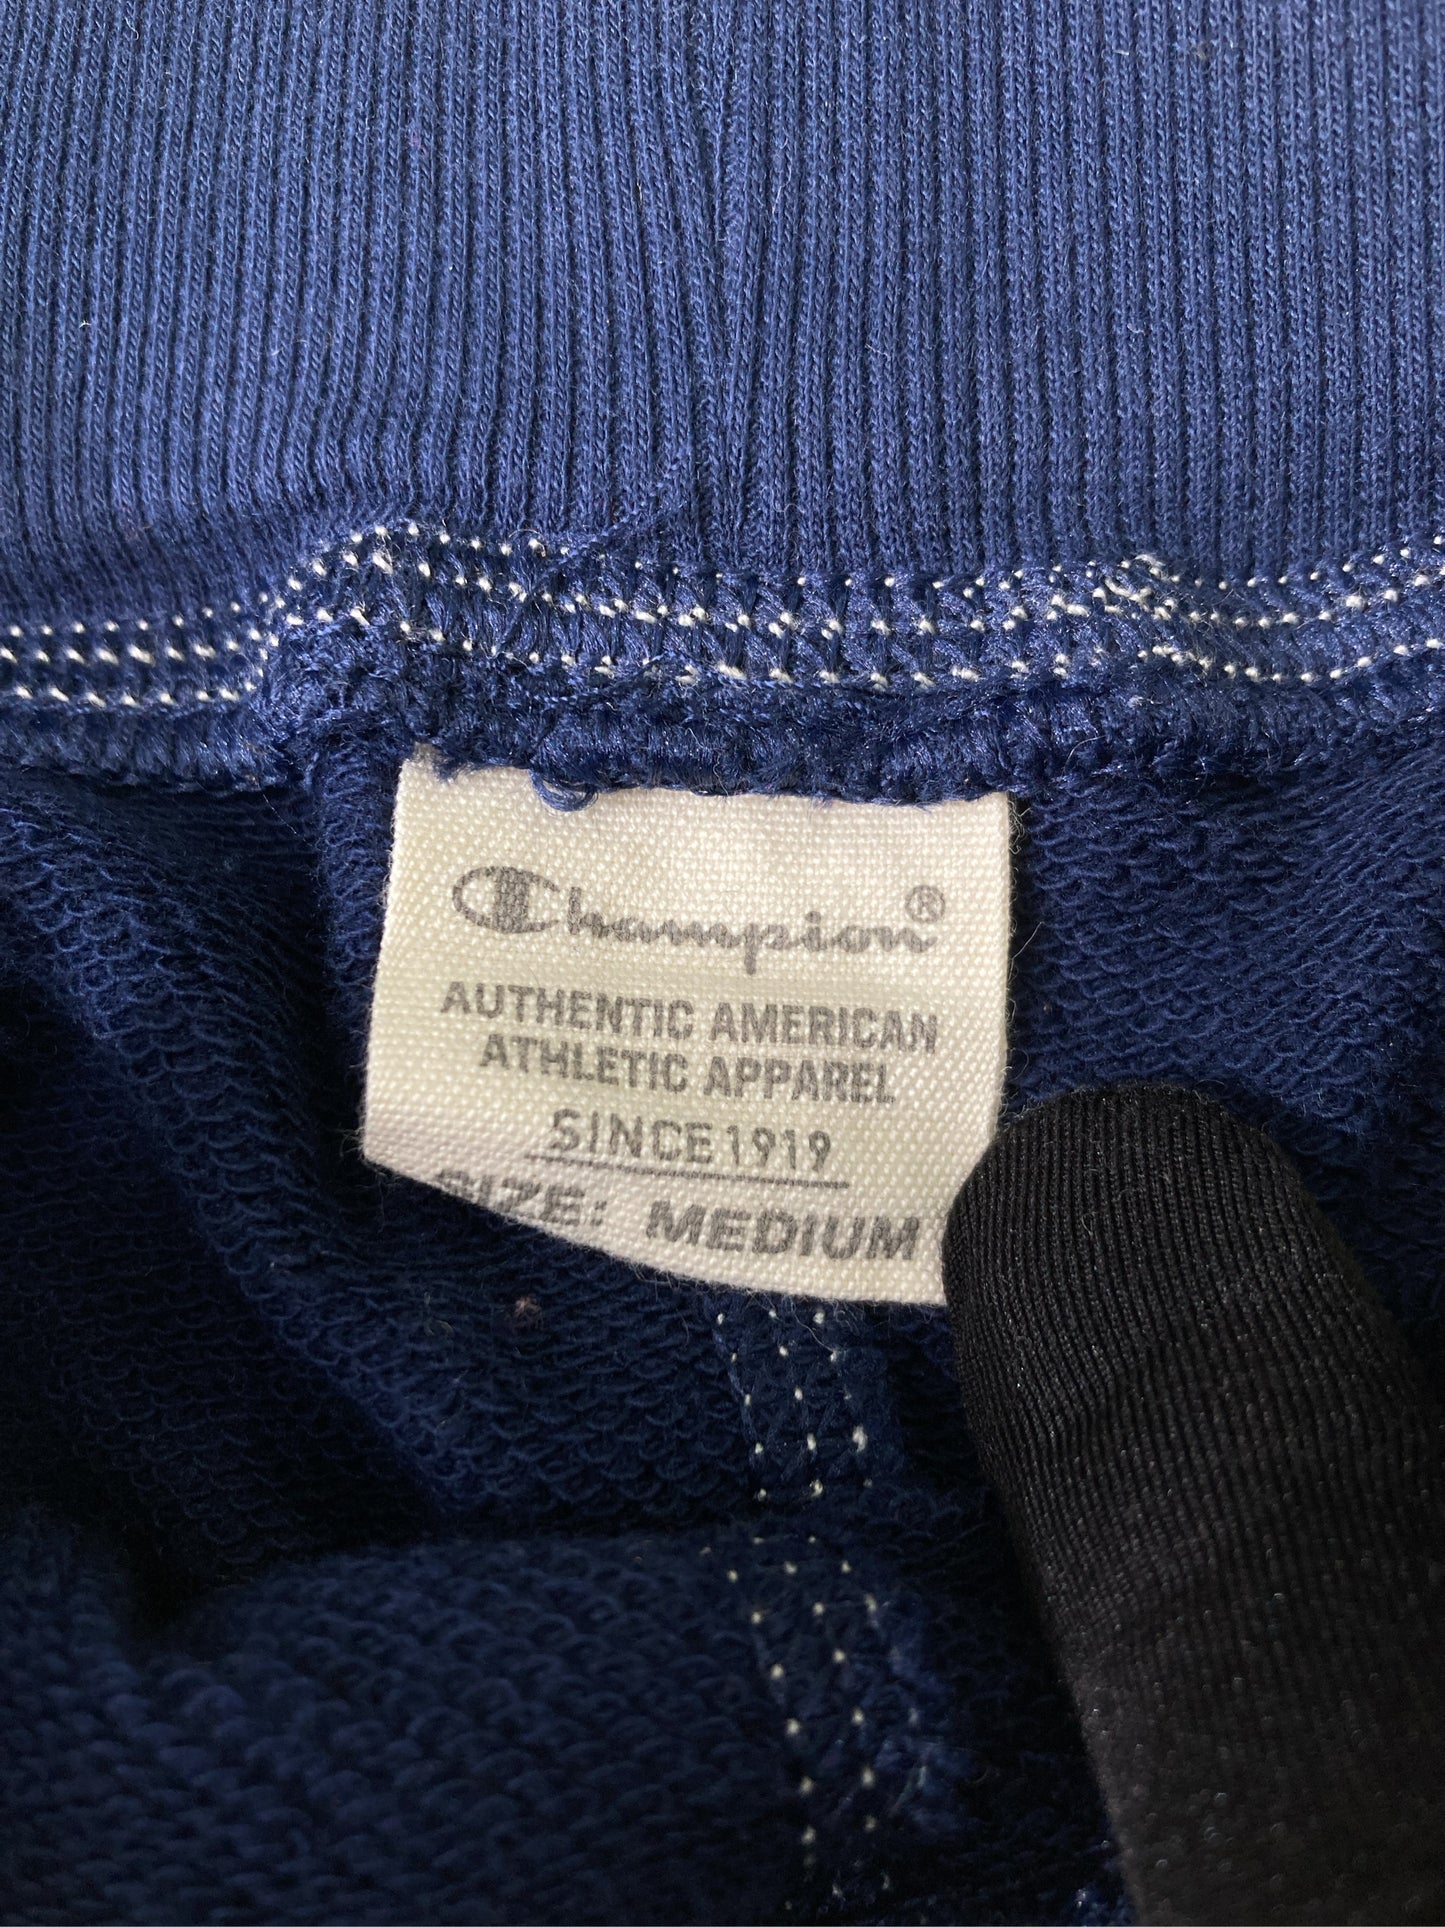 Champion®
AUTHENTIC AMERICAN
ATHLETIC APPAREL
SINCE 1919
SIZE: MEDIUM